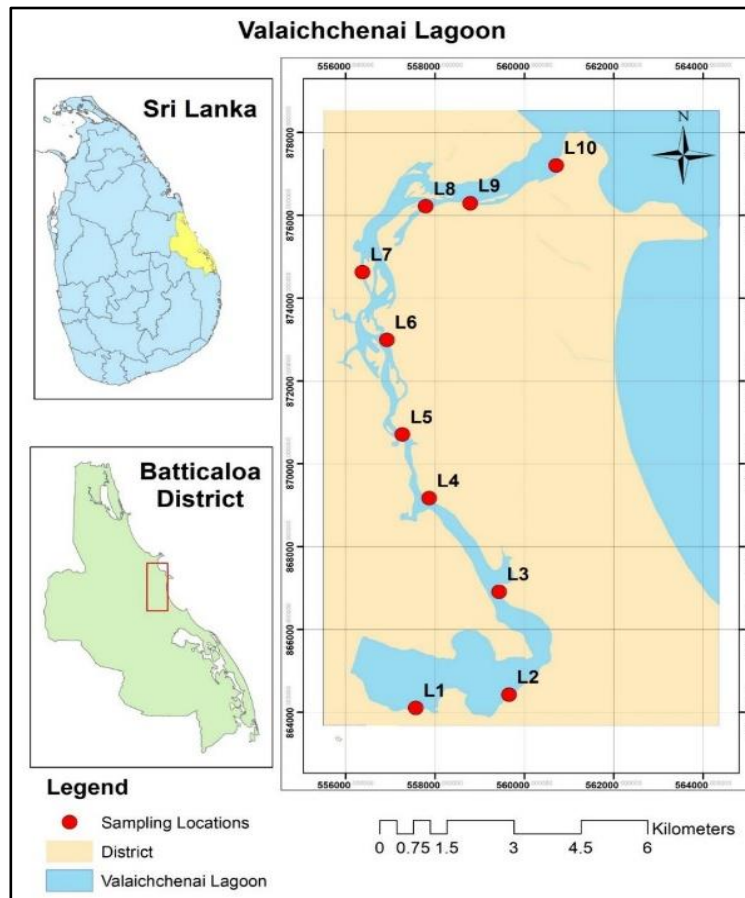 Valaichchenai Lagoon
Sri Lanka
Batticaloa
District
556000 558000 560000 562000 564000
N
878000
876000
874000
872000
870000
868000
866000
864000
L10
L9
L8
L7
L6
L5
L4
L3
L2
L1
556000 558000 560000 562000 564000
Legend
Sampling Locations
District
Valaichchenai Lagoon
Kilometers
0 0.75 1.5 3 4.5 6